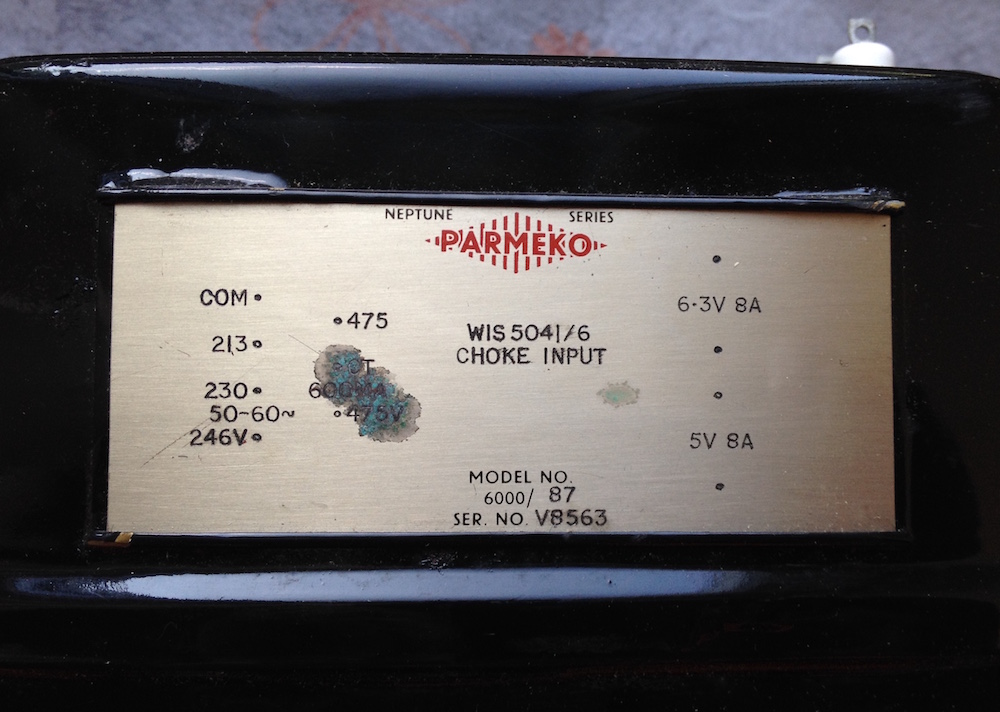 NEPTUNE SERIES
PARMEKO
COM
213
230
50~60~
246V
475
600MA
475V
WIS 5041/6
CHOKE INPUT
6·3V 8A
5V 8A
MODEL NO.
6000/ 87
SER. NO. V8563